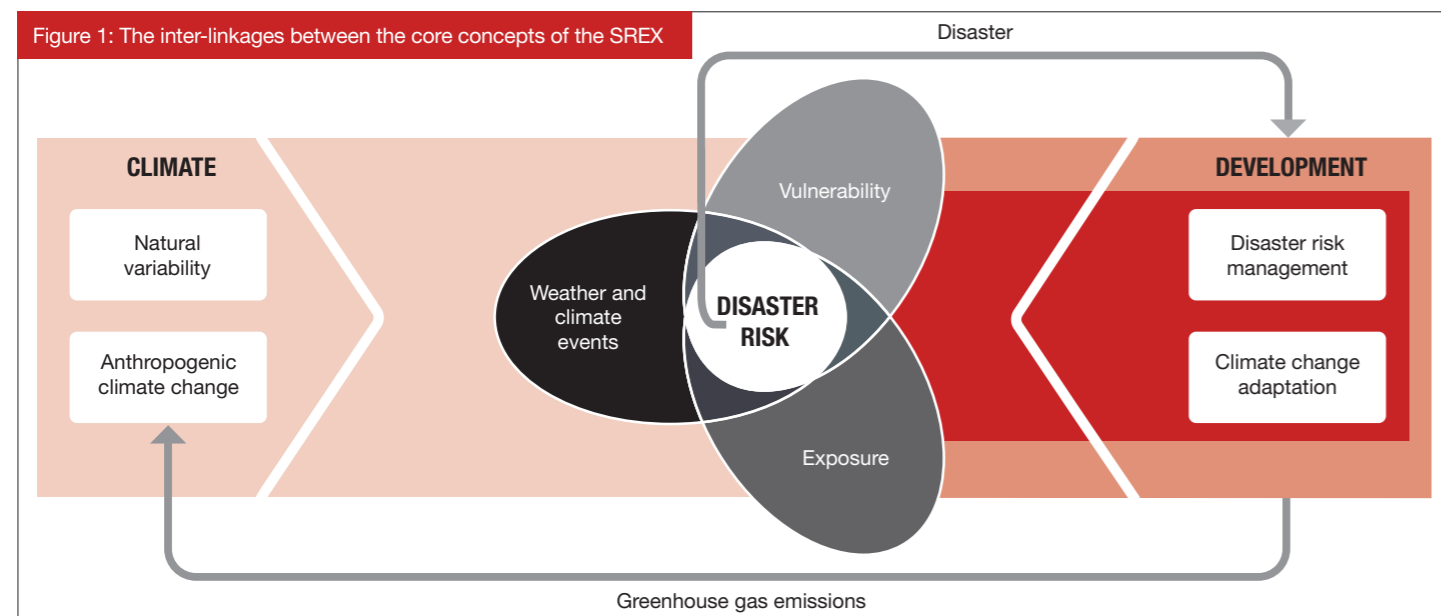 Figure 1: The inter-linkages between the core concepts of the SREX
Disaster
CLIMATE
Natural
variability
Anthropogenic
climate change
Weather and
climate
events
Vulnerability
DISASTER
RISK
Exposure
DEVELOPMENT
Disaster risk
management
Climate change
adaptation
Greenhouse gas emissions